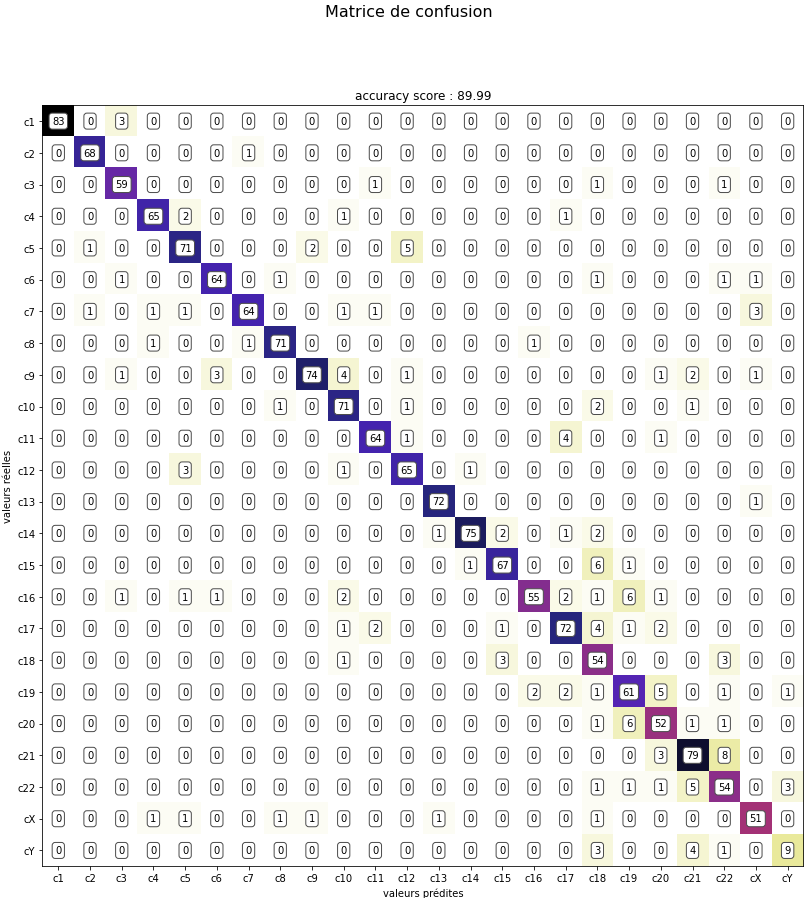 Matrice de confusion
accuracy score : 89.99
c1 83 0 3 0 0 0 0 0 0 0 0 0 0 0 0 0 0 0 0 0 0 0 0 0
c2 0 68 0 0 0 0 1 0 0 0 0 0 0 0 0 0 0 0 0 0 0 0 0 0
c3 0 0 59 0 0 0 0 0 0 0 1 0 0 0 0 0 0 1 0 0 0 1 0 0
c4 0 0 0 65 2 0 0 0 0 1 0 0 0 0 0 0 1 0 0 0 0 0 0 0
c5 0 1 0 0 71 0 0 0 2 0 0 5 0 0 0 0 0 0 0 0 0 0 0 0
c6 0 0 1 0 0 64 0 1 0 0 0 0 0 0 0 0 0 1 0 0 0 1 1 0
c7 0 1 0 1 1 0 64 0 0 1 1 0 0 0 0 0 0 0 0 0 0 0 3 0
c8 0 0 0 1 0 0 1 71 0 0 0 0 0 0 0 1 0 0 0 0 0 0 0 0
c9 0 0 1 0 0 3 0 0 74 4 0 1 0 0 0 0 0 0 0 1 2 0 1 0
c10 0 0 0 0 0 0 0 1 0 71 0 1 0 0 0 0 0 2 0 0 1 0 0 0
c11 0 0 0 0 0 0 0 0 0 0 64 1 0 0 0 0 4 0 0 1 0 0 0 0
c12 0 0 0 0 3 0 0 0 0 1 0 65 0 1 0 0 0 0 0 0 0 0 0 0
c13 0 0 0 0 0 0 0 0 0 0 0 0 72 0 0 0 0 0 0 0 0 0 1 0
c14 0 0 0 0 0 0 0 0 0 0 0 0 1 75 2 0 1 2 0 0 0 0 0 0
c15 0 0 0 0 0 0 0 0 0 0 0 0 0 1 67 0 0 6 1 0 0 0 0 0
c16 0 0 1 0 1 1 0 0 0 2 0 0 0 0 0 55 2 1 6 1 0 0 0 0
c17 0 0 0 0 0 0 0 0 0 1 2 0 0 0 1 0 72 4 1 2 0 0 0 0
c18 0 0 0 0 0 0 0 0 0 1 0 0 0 0 3 0 0 54 0 0 0 3 0 0
c19 0 0 0 0 0 0 0 0 0 0 0 0 0 0 0 2 2 1 61 5 0 1 0 1
c20 0 0 0 0 0 0 0 0 0 0 0 0 0 0 0 0 0 1 6 52 1 1 0 0
c21 0 0 0 0 0 0 0 0 0 0 0 0 0 0 0 0 0 0 0 3 79 8 0 0
c22 0 0 0 0 0 0 0 0 0 0 0 0 0 0 0 0 0 1 1 1 5 54 0 3
cX 0 0 0 1 1 0 0 1 1 0 0 0 1 0 0 0 0 1 0 0 0 0 51 0
cY 0 0 0 0 0 0 0 0 0 0 0 0 0 0 0 0 0 3 0 0 4 1 0 9
c1 c2 c3 c4 c5 c6 c7 c8 c9 c10 c11 c12 c13 c14 c15 c16 c17 c18 c19 c20 c21 c22 cX cY
valeurs prédites
valeurs réelles